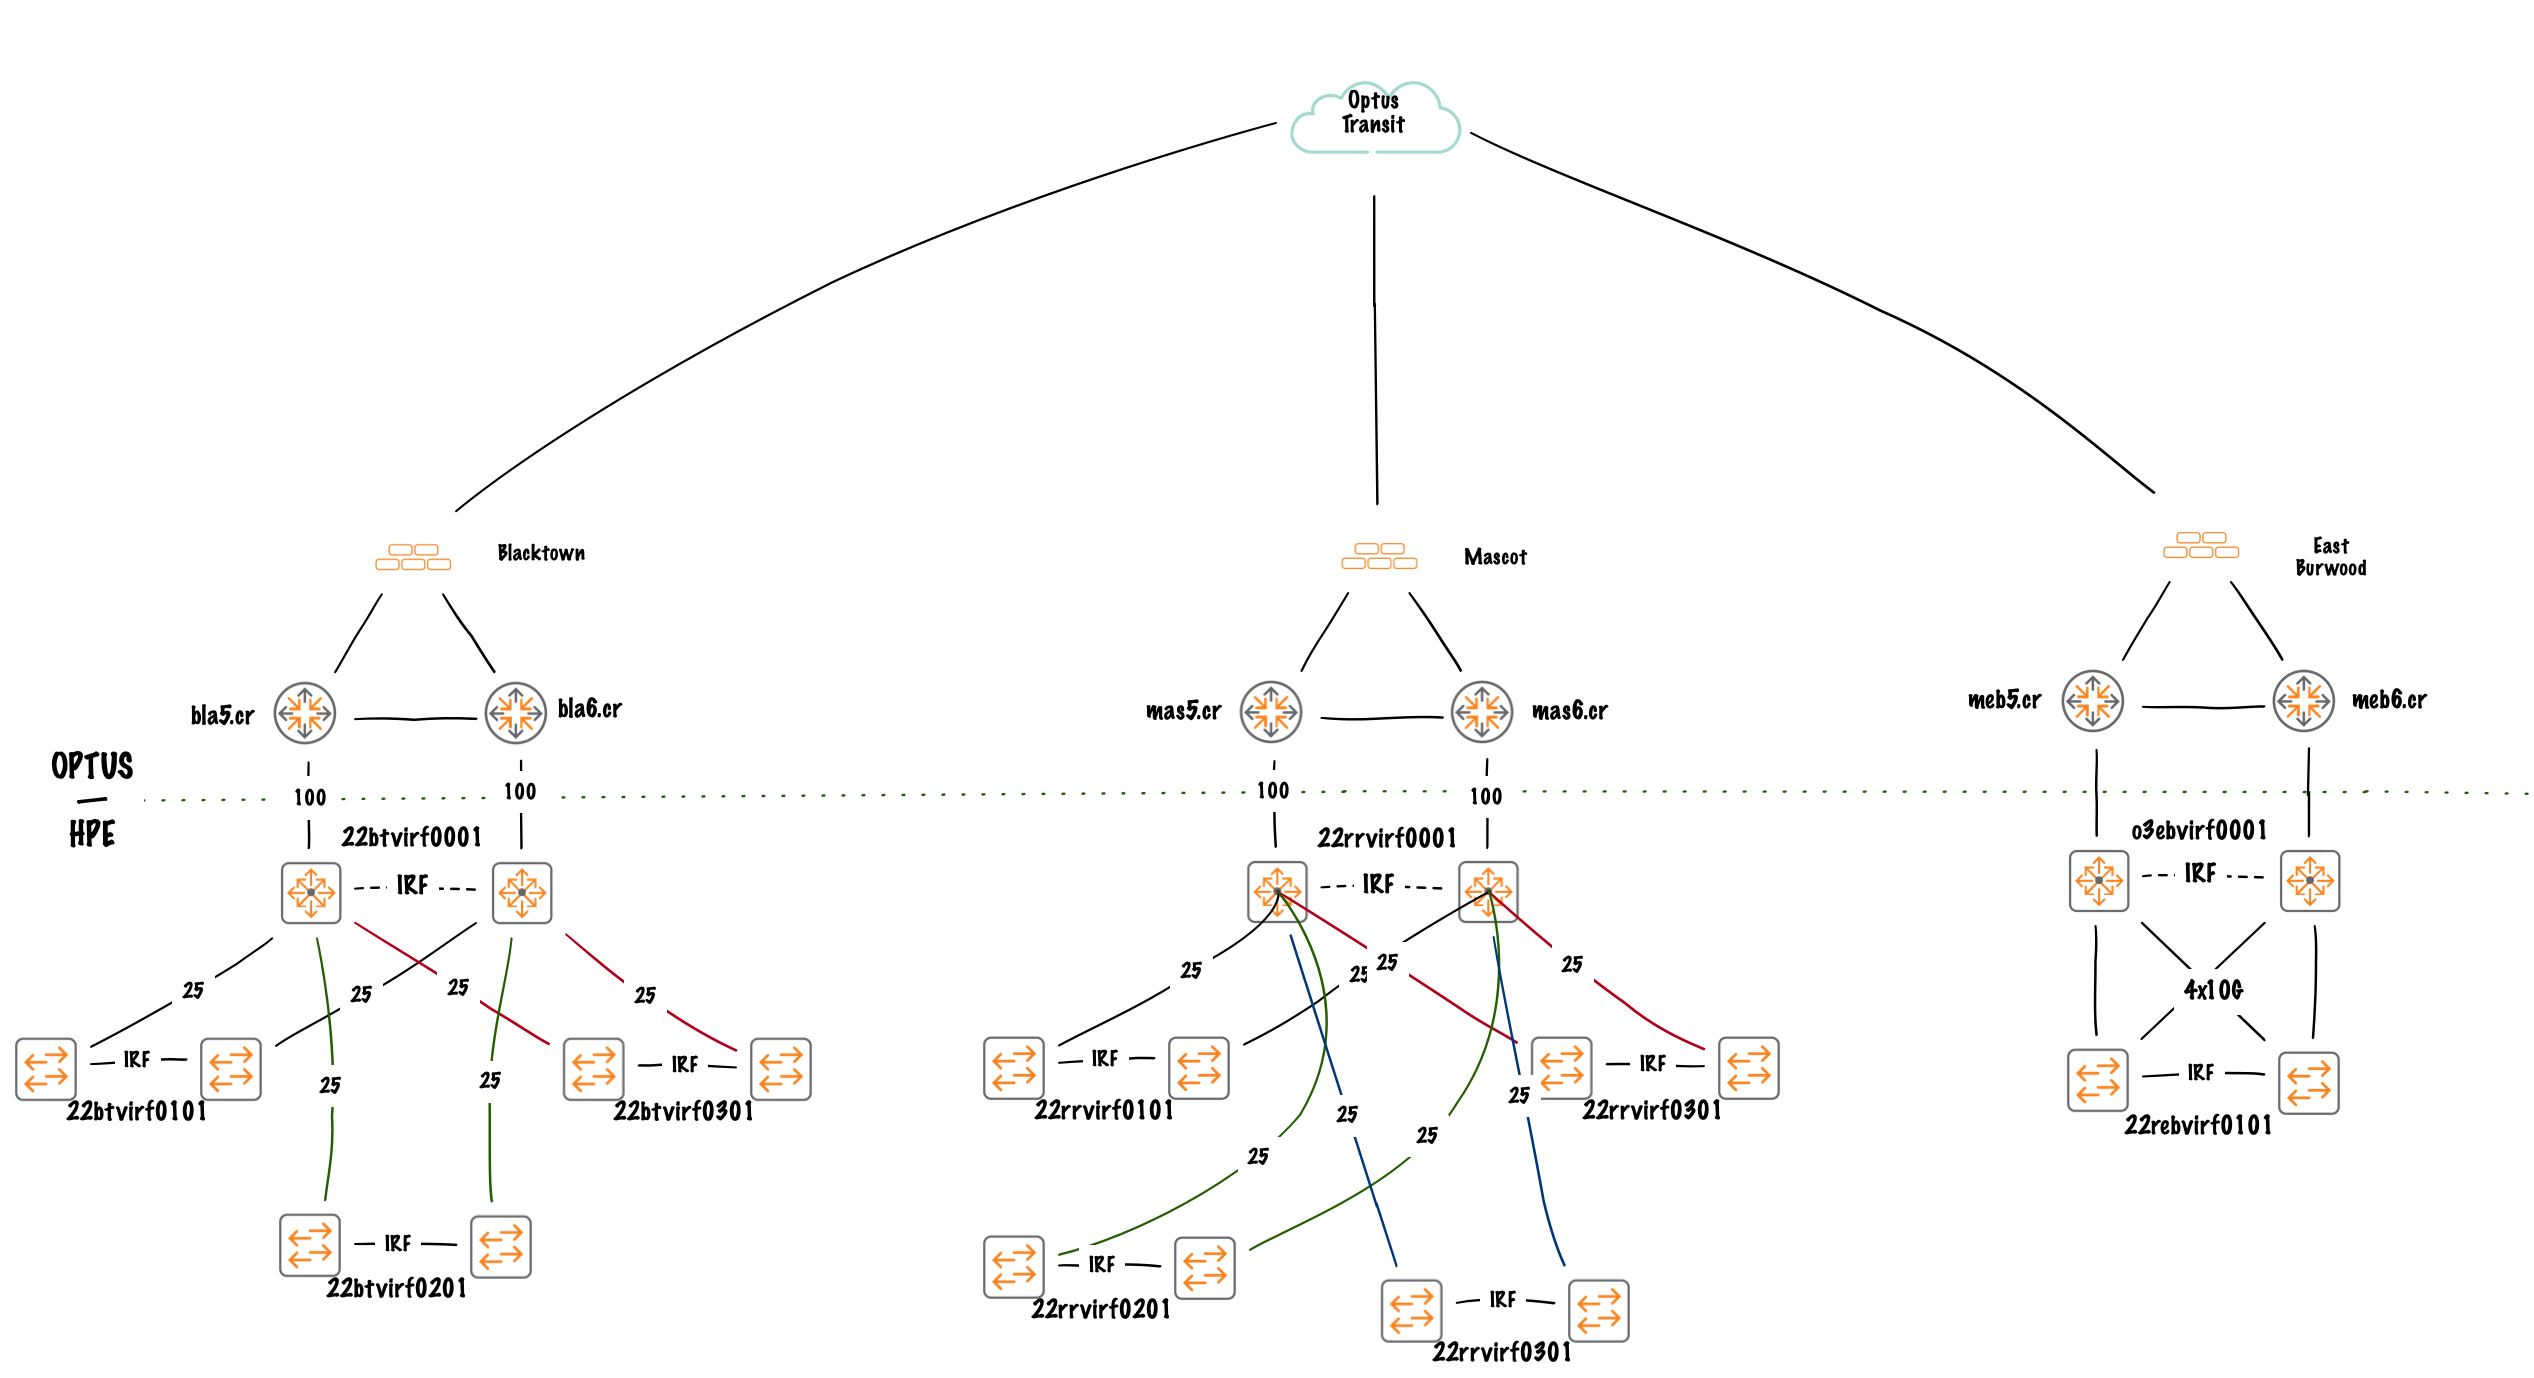 Optus
Transit
Blacktown
Mascot
East
Burwood
bla5.cr
bla6.cr
mas5.cr
mas6.cr
meb5.cr
meb6.cr
OPTUS
HPE
100
100
100
100
22btvirf0001
22rrvirf0001
o3ebvirf0001
IRF
IRF
IRF
25
25
25
25
25
25
25
25
4x10G
IRF
IRF
IRF
IRF
IRF
25
25
25
25
22btvirf0101
22btvirf0301
22rrvirf0101
22rrvirf0301
22rebvirf0101
25
25
IRF
IRF
22btvirf0201
22rrvirf0201
IRF
22rrvirf0301